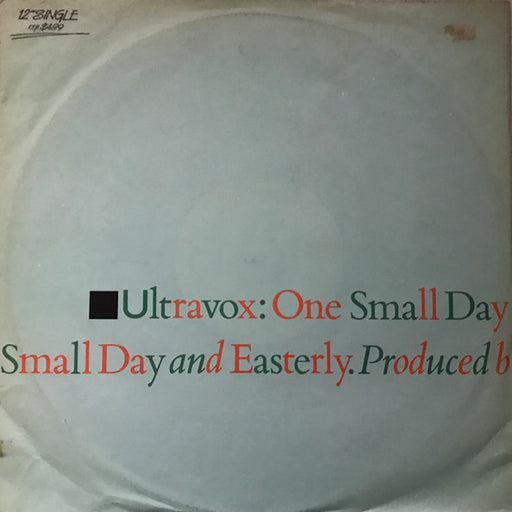 12" SINGLE
Ultravox: One Small Day
Small Day and Easterly. Produced b